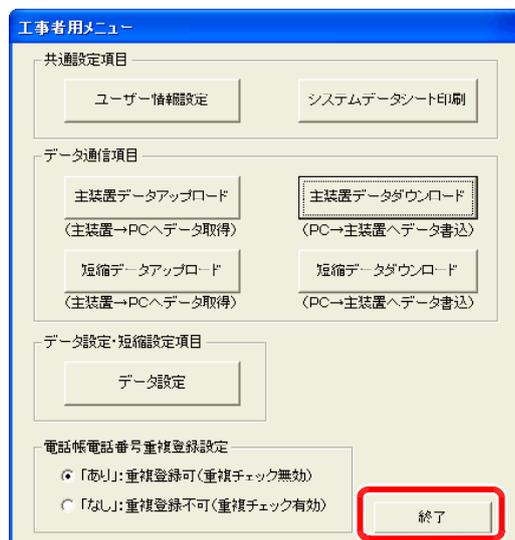 工事者用メニュー
共通設定項目
ユーザー情報設定
システムデータシート印刷
データ通信項目
主装置データアップロード
主装置データダウンロード
(主装置→PCへデータ取得)
(PC→主装置へデータ書込)
短縮データアップロード
短縮データダウンロード
(主装置→PCへデータ取得)
(PC→主装置へデータ書込)
データ設定・短縮設定項目
データ設定
電話帳電話番号重複登録設定
「あり」:重複登録可(重複チェック無効)
「なし」:重複登録不可(重複チェック有効)
終了